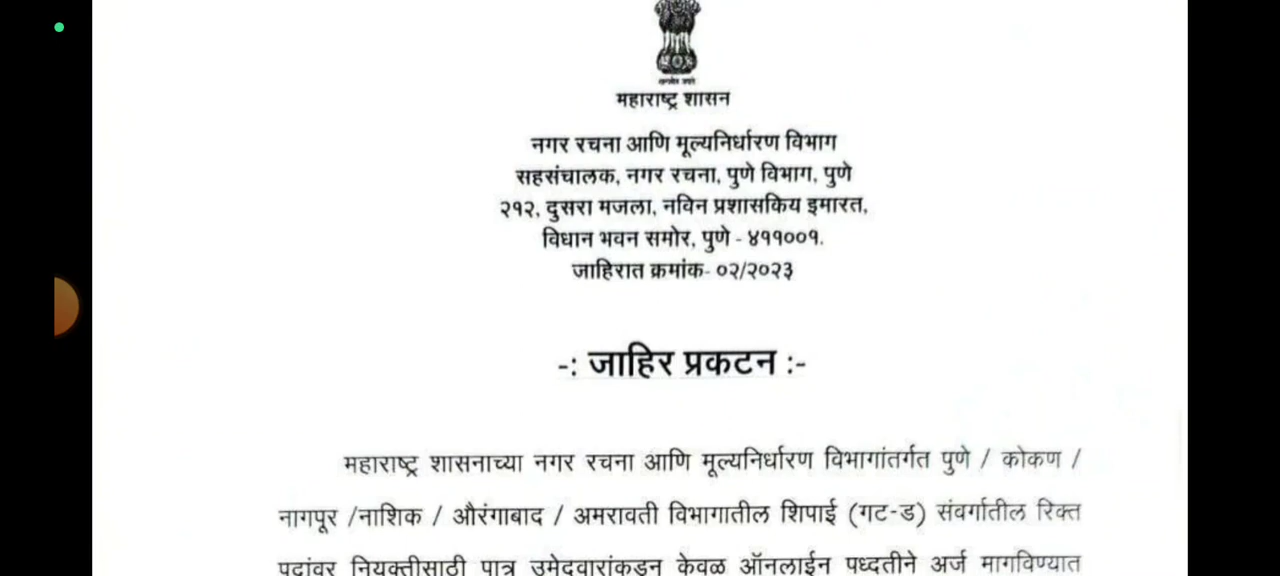 महाराष्ट्र शासन
नगर रचना आणि मूल्यनिर्धारण विभाग
सहसंचालक, नगर रचना, पुणे विभाग, पुणे
२१२, दुसरा मजला, नविन प्रशासकिय इमारत,
विधान भवन समोर, पुणे - ४११००१.
जाहिरात क्रमांक- ०२/२०२३
-: जाहिर प्रकटन :-
महाराष्ट्र शासनाच्या नगर रचना आणि मूल्यनिर्धारण विभागांतर्गत पुणे / कोकण /
नागपूर /नाशिक / औरंगाबाद / अमरावती विभागातील शिपाई (गट-ड) संवर्गातील रिक्त
पदांवर नियुक्तीसाठी पात्र उमेदवारांकडून केवळ ऑनलाईन पध्दतीने अर्ज मागविण्यात